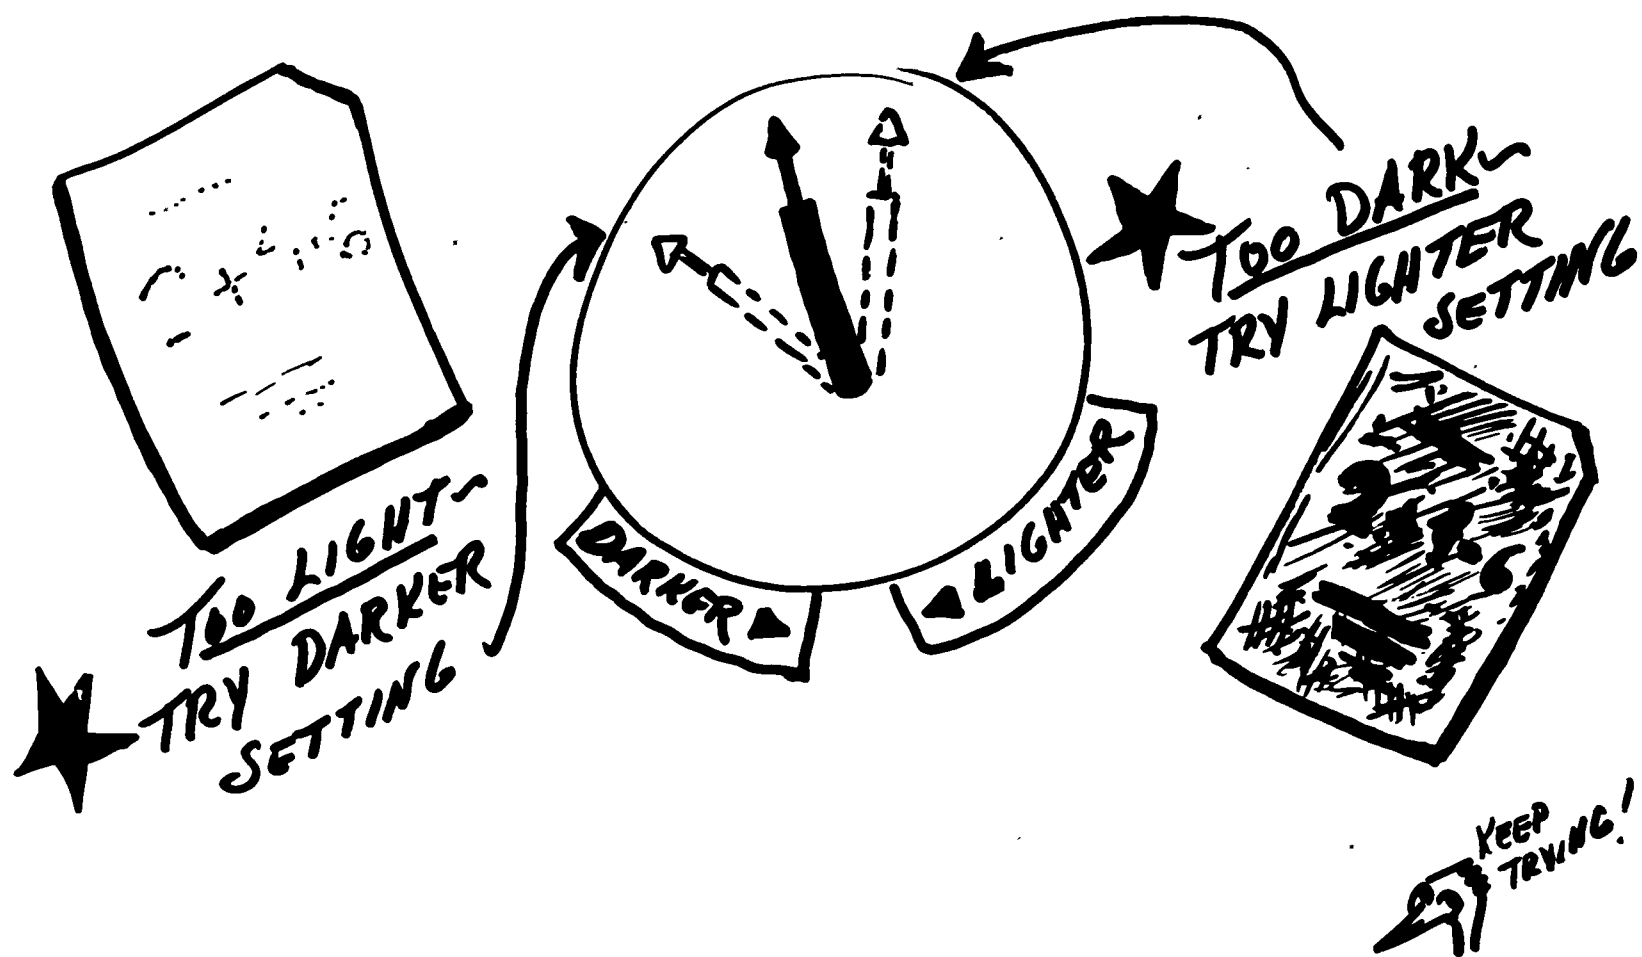 TOO DARK~
TRY LIGHTER
SETTING
TOO LIGHT~
TRY DARKER
SETTING
DARKER
LIGHTER
KEEP
TRYING!